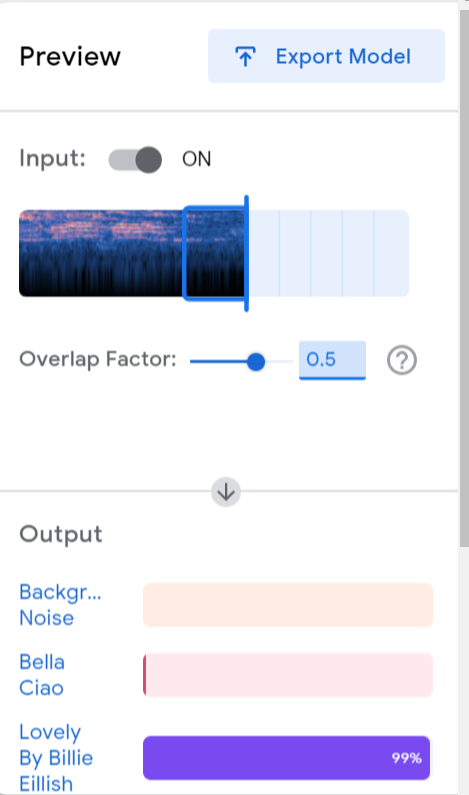 Preview
Export Model
Input:
ON
Overlap Factor:
0.5
?
Output
Backgr...
Noise
Bella
Ciao
Lovely
By Billie
Eillish
99%